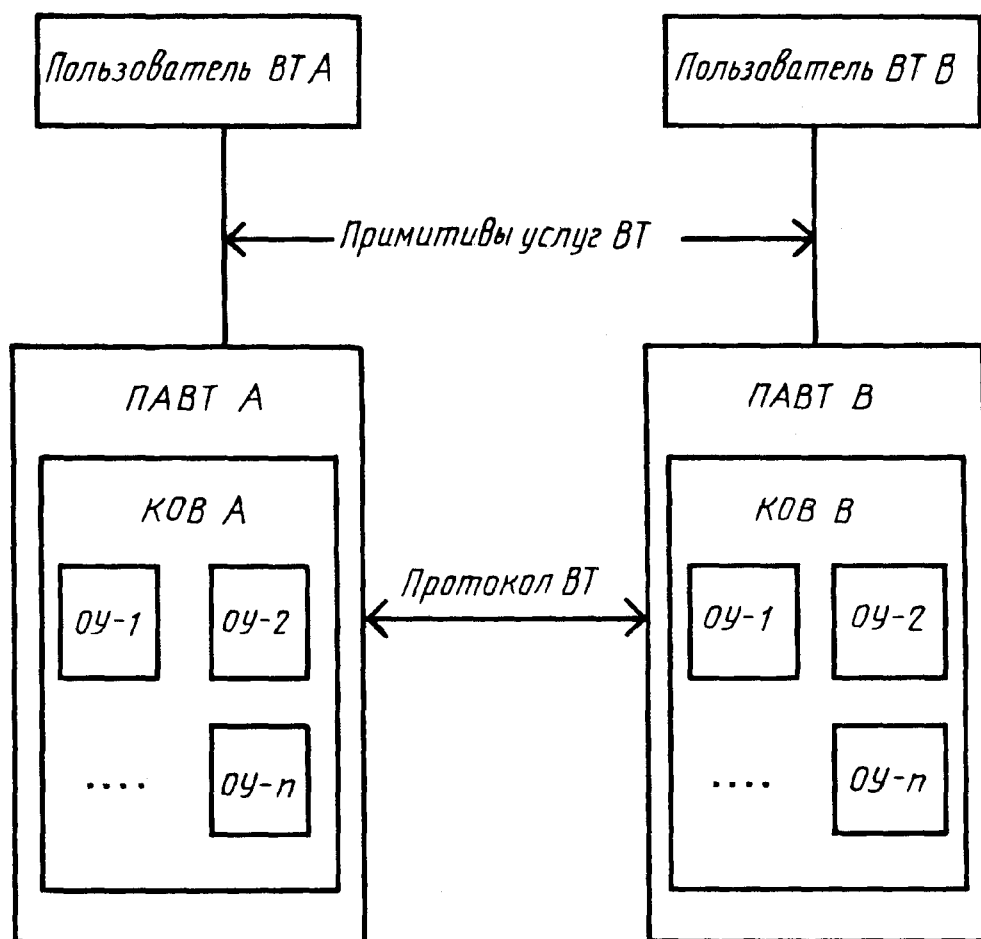 Пользователь ВТ А
Пользователь ВТ В
Примитивы услуг ВТ
ПАВТ А
ПАВТ В
КОВ А
КОВ В
Протокол ВТ
ОУ-1
ОУ-2
ОУ-1
ОУ-2
....
ОУ-n
....
ОУ-n